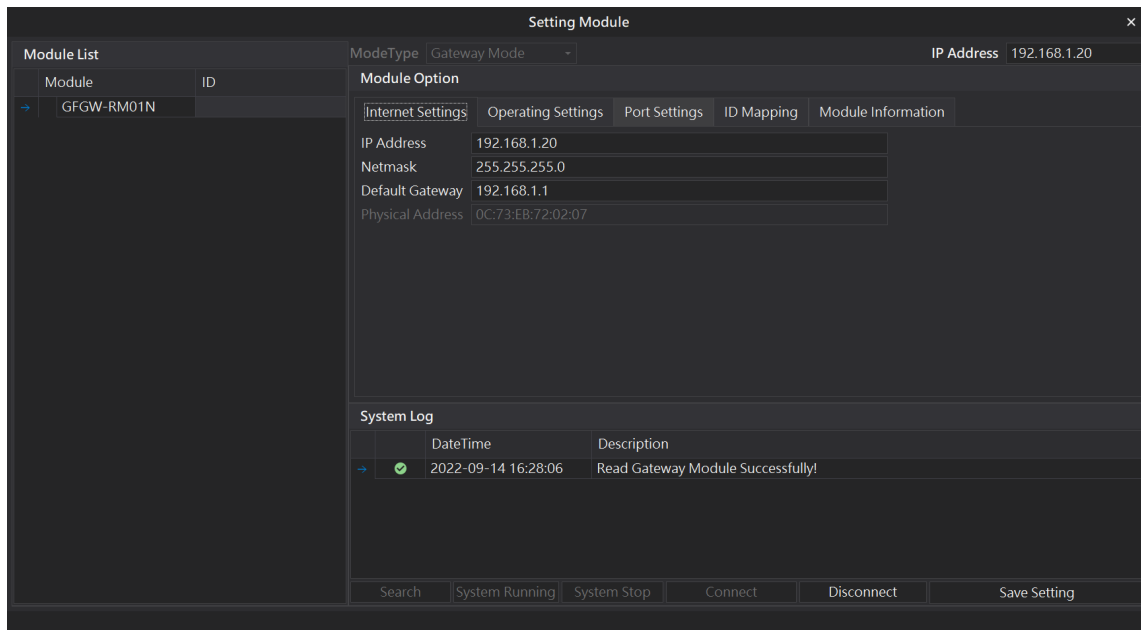 Setting Module ×
Module List
ModeType Gateway Mode
IP Address 192.168.1.20
Module ID
GFGW-RM01N
Module Option
Internet Settings Operating Settings Port Settings ID Mapping Module Information
IP Address 192.168.1.20
Netmask 255.255.255.0
Default Gateway 192.168.1.1
Physical Address 0C:73:EB:72:02:07
System Log
DateTime Description
2022-09-14 16:28:06 Read Gateway Module Successfully!
Search System Running System Stop Connect Disconnect Save Setting